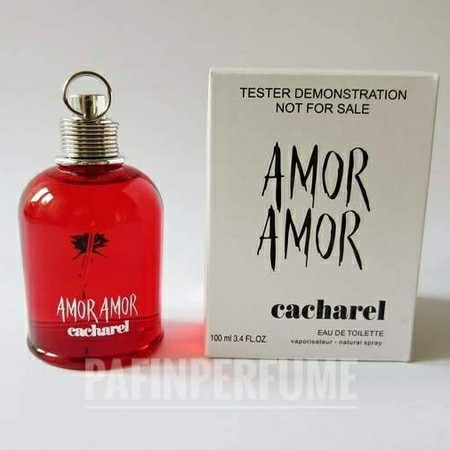 TESTER DEMONSTRATION
NOT FOR SALE
AMOR
AMOR
cacharel
EAU DE TOILETTE
100 ml 3.4 FL.OZ.
vaporisateur - natural spray
AMOR AMOR
cacharel
PAFINPERFUME